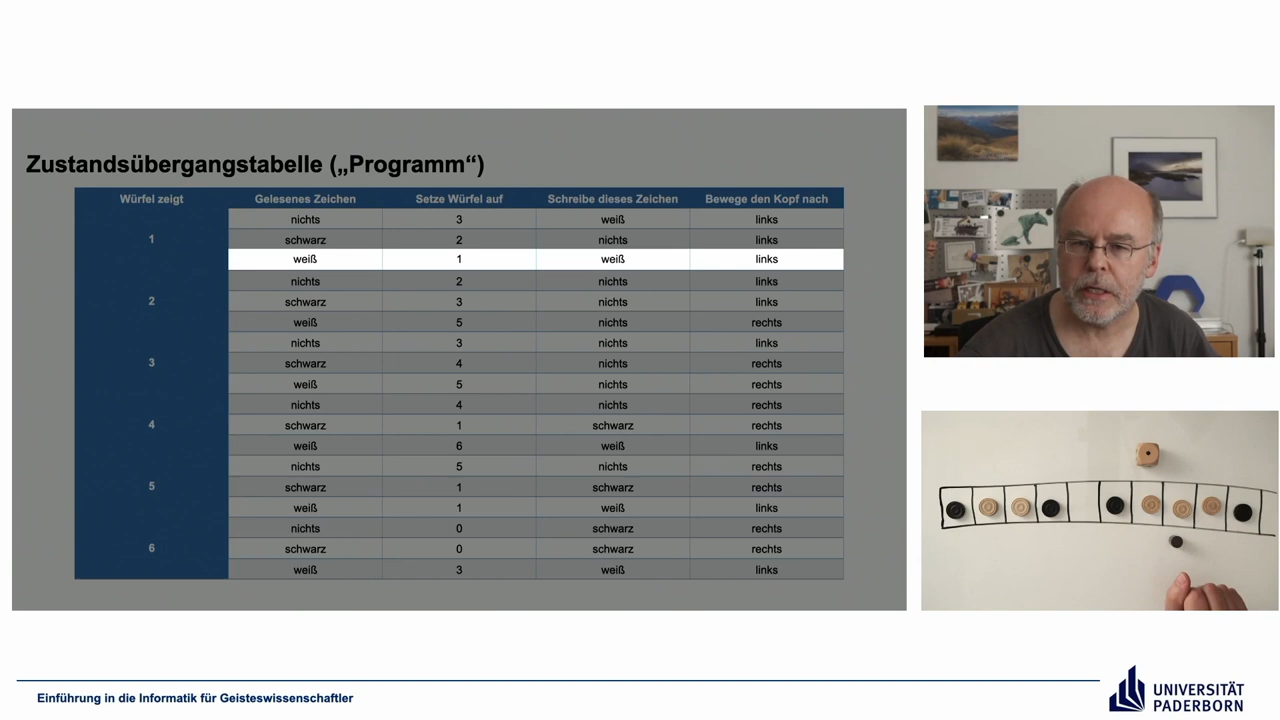 Zustandsübergangstabelle („Programm“)
Würfel zeigt Gelesenes Zeichen Setze Würfel auf Schreibe dieses Zeichen Bewege den Kopf nach
nichts 3 weiß links
1 schwarz 2 nichts links
weiß 1 weiß links
nichts 2 nichts links
2 schwarz 3 nichts links
weiß 5 nichts rechts
nichts 3 nichts links
3 schwarz 4 nichts rechts
weiß 5 nichts rechts
nichts 4 nichts rechts
4 schwarz 1 schwarz rechts
weiß 6 weiß links
nichts 5 nichts rechts
5 schwarz 1 schwarz rechts
weiß 1 weiß links
nichts 0 schwarz rechts
6 schwarz 0 schwarz rechts
weiß 3 weiß links
Einführung in die Informatik für Geisteswissenschaftler
UNIVERSITÄT
PADERBORN